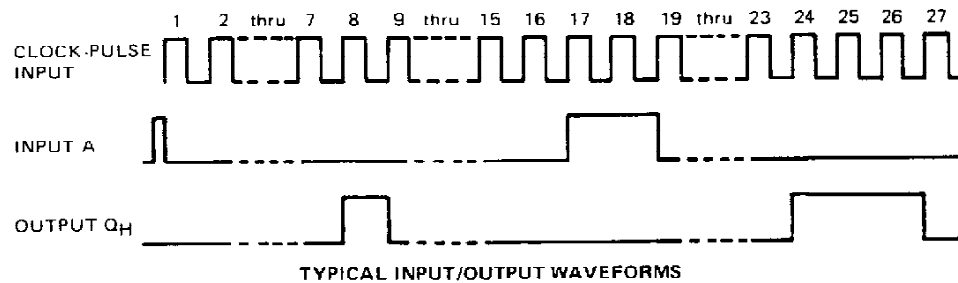 1 2 thru 7 8 9 thru 15 16 17 18 19 thru 23 24 25 26 27
CLOCK-PULSE
INPUT
INPUT A
OUTPUT QH
TYPICAL INPUT/OUTPUT WAVEFORMS